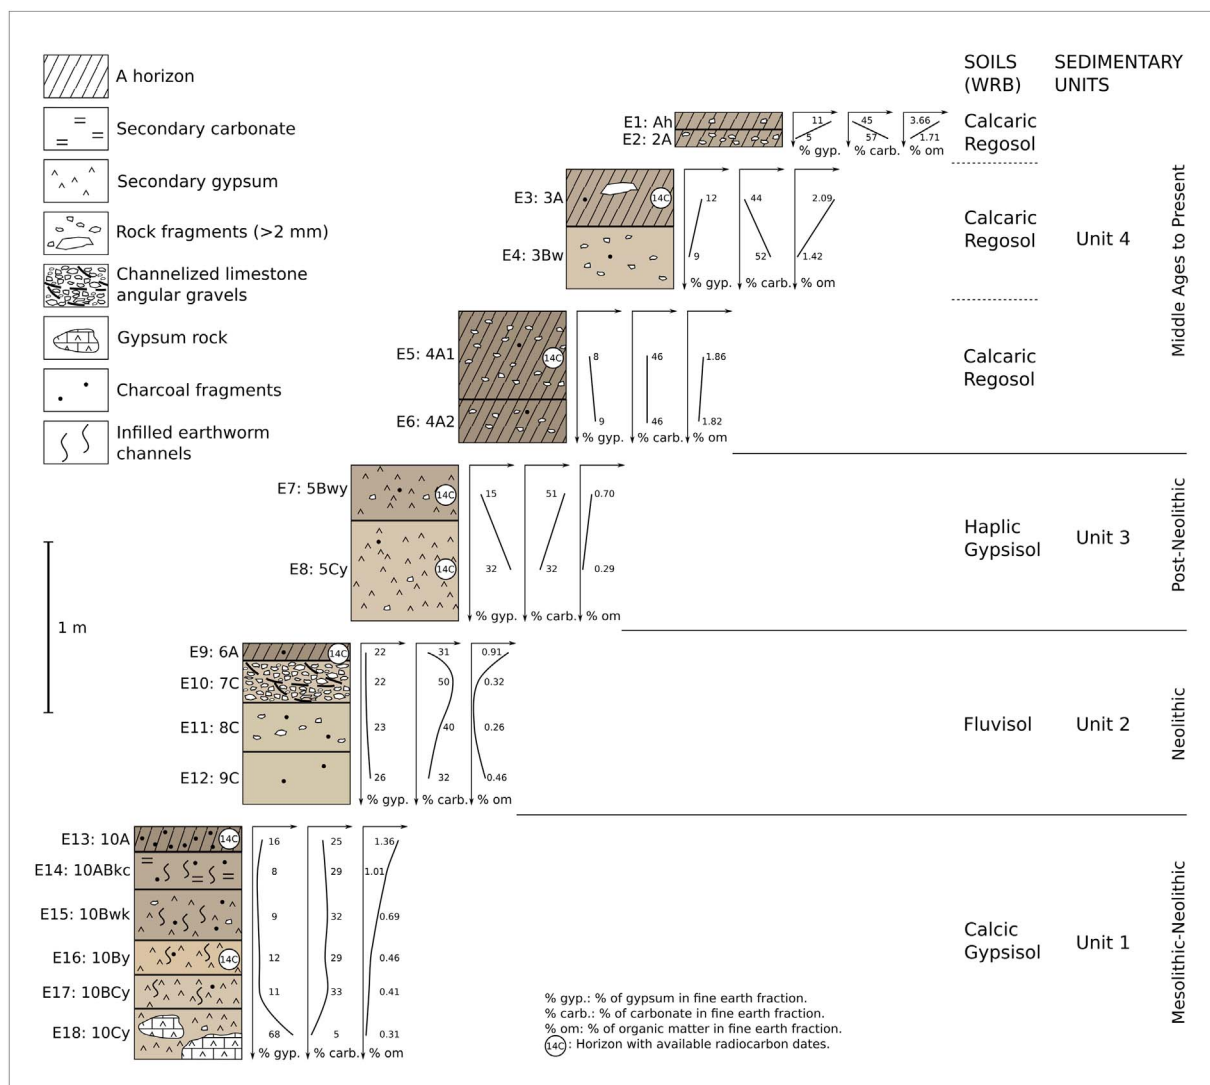 A horizon
Secondary carbonate
Secondary gypsum
Rock fragments (>2 mm)
Channelized limestone
angular gravels
Gypsum rock
Charcoal fragments
Infilled earthworm
channels
1 m
SOILS
(WRB)
SEDIMENTARY
UNITS
E1: Ah
E2: 2A
11
5
% gyp.
45
57
% carb.
3.66
1.71
% om
Calcaric
Regosol
E3: 3A
E4: 3Bw
14C
12
9
% gyp.
44
52
% carb.
2.09
1.42
% om
Calcaric
Regosol
Unit 4
Middle Ages to Present
E5: 4A1
E6: 4A2
14C
8
9
% gyp.
46
46
% carb.
1.86
1.82
% om
Calcaric
Regosol
E7: 5Bwy
E8: 5Cy
14C
14C
15
32
% gyp.
51
32
% carb.
0.70
0.29
% om
Haplic
Gypsisol
Unit 3
Post-Neolithic
E9: 6A
E10: 7C
E11: 8C
E12: 9C
14C
22
22
23
26
% gyp.
31
50
40
32
% carb.
0.91
0.32
0.26
0.46
% om
Fluvisol
Unit 2
Neolithic
E13: 10A
E14: 10ABkc
E15: 10Bwk
E16: 10By
E17: 10BCy
E18: 10Cy
14C
14C
16
8
9
12
11
68
% gyp.
25
29
32
29
33
5
% carb.
1.36
1.01
0.69
0.46
0.41
0.31
% om
Calcic
Gypsisol
Unit 1
Mesolithic-Neolithic
% gyp.: % of gypsum in fine earth fraction.
% carb.: % of carbonate in fine earth fraction.
% om: % of organic matter in fine earth fraction.
14C : Horizon with available radiocarbon dates.